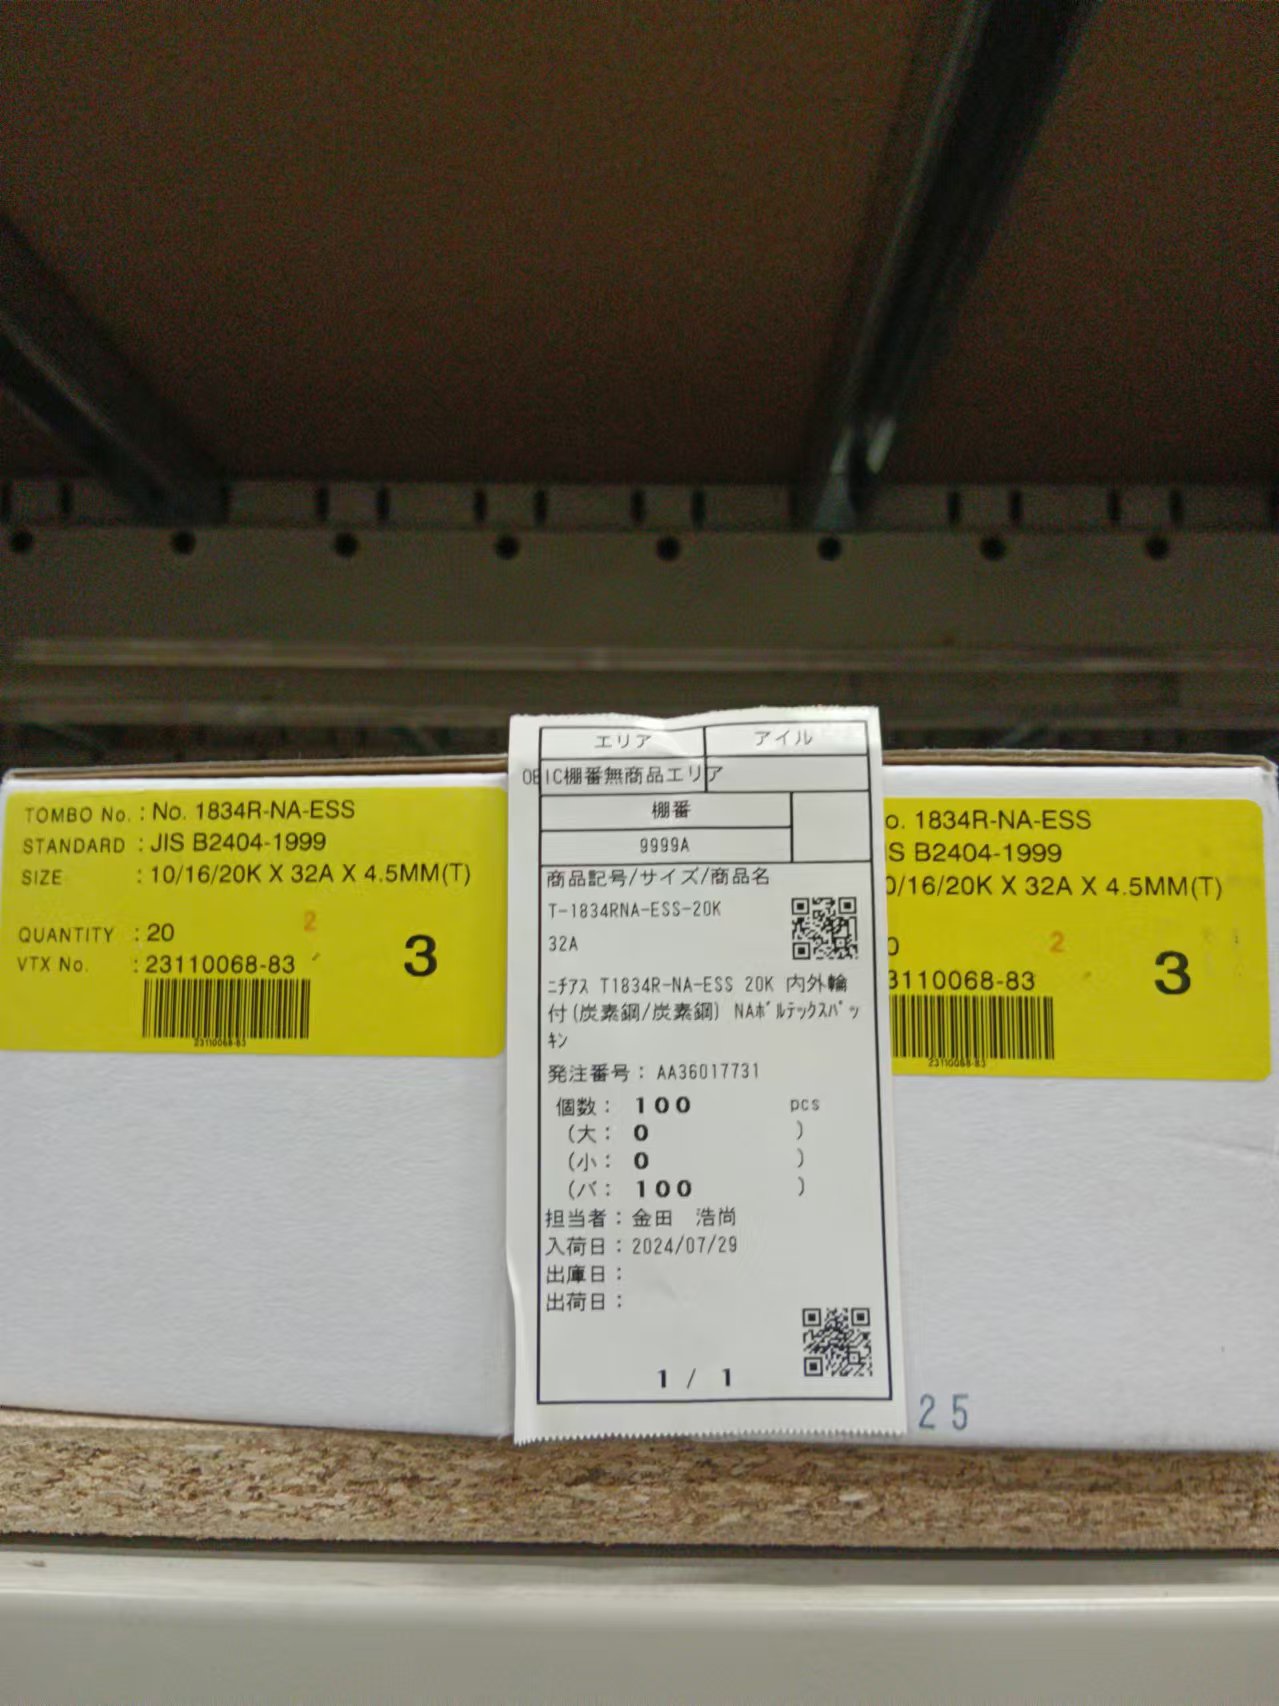 TOMBO No. : No. 1834R-NA-ESS
STANDARD : JIS B2404-1999
SIZE : 10/16/20K X 32A X 4.5MM(T)
2
QUANTITY : 20
3
VTX No. : 23110068-83
23110068-83
エリア アイル
OBIC棚番無商品エリア
棚番
9999A
商品記号/サイズ/商品名
T-1834RNA-ESS-20K
32A
ﾆﾁｱｽ T1834R-NA-ESS 20K 内外輪
付(炭素鋼/炭素鋼) NAﾎﾞﾙﾃｯｸｽﾊﾟｯ
ｷﾝ
発注番号: AA36017731
個数: 100 pcs
(大: 0 )
(小: 0 )
(バ: 100 )
担当者:金田 浩尚
入荷日:2024/07/29
出庫日:
出荷日:
1 / 1
o. 1834R-NA-ESS
IS B2404-1999
0/16/20K X 32A X 4.5MM(T)
2
0
3
3110068-83
23110068-83
25